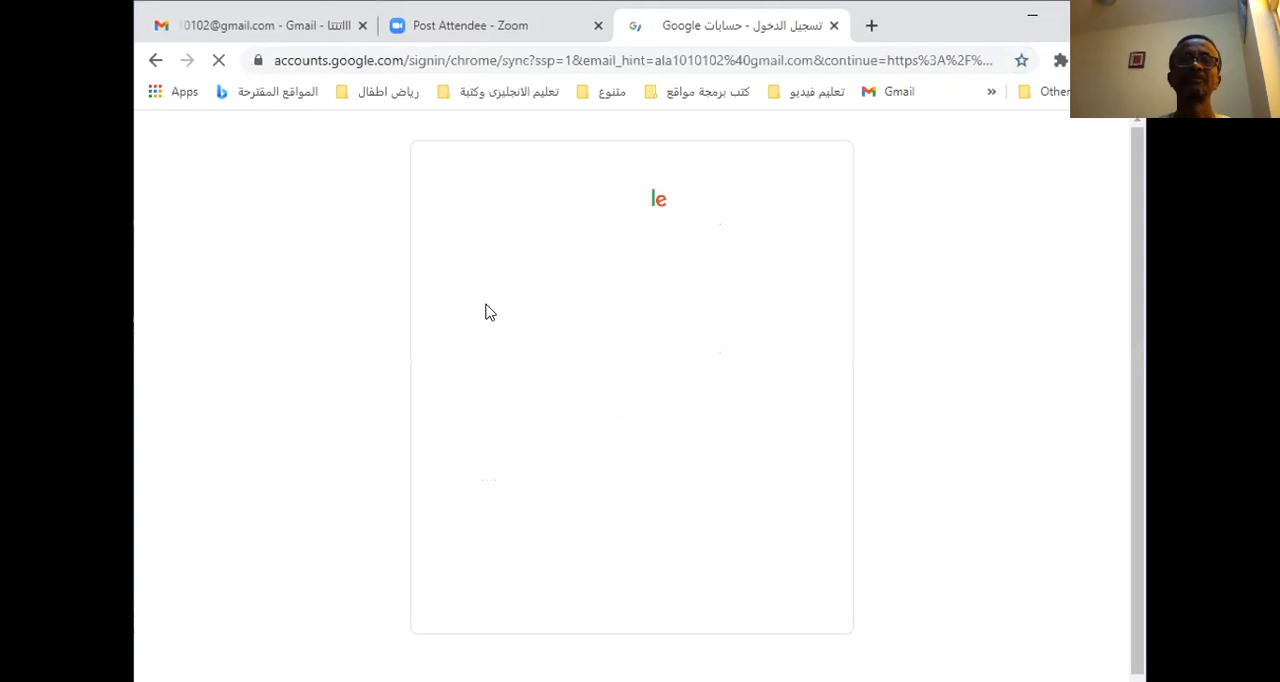 10102@gmail.com - Gmail - اااتنتا
Post Attendee - Zoom
تسجيل الدخول - حسابات Google
accounts.google.com/signin/chrome/sync?ssp=1&email_hint=ala1010102%40gmail.com&continue=https%3A%2F%...
Apps
المواقع المقترحة
رياض اطفال
تعليم الانجليزى وكتبة
متنوع
كتب برمجة مواقع
تعليم فيديو
Gmail
»
Other
le